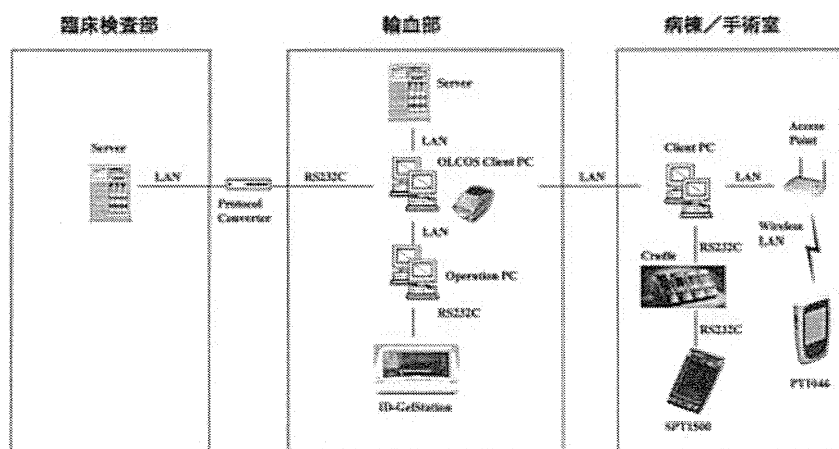 臨床検査部
輸血部
病棟/手術室
Server
LAN
Protocol
Converter
RS232C
Server
LAN
OLCOS Client PC
LAN
Operation PC
RS232C
ID-GelStation
LAN
Client PC
LAN
Access
Point
Wireless
LAN
RS232C
Cradle
RS232C
SPT1500
PT1046